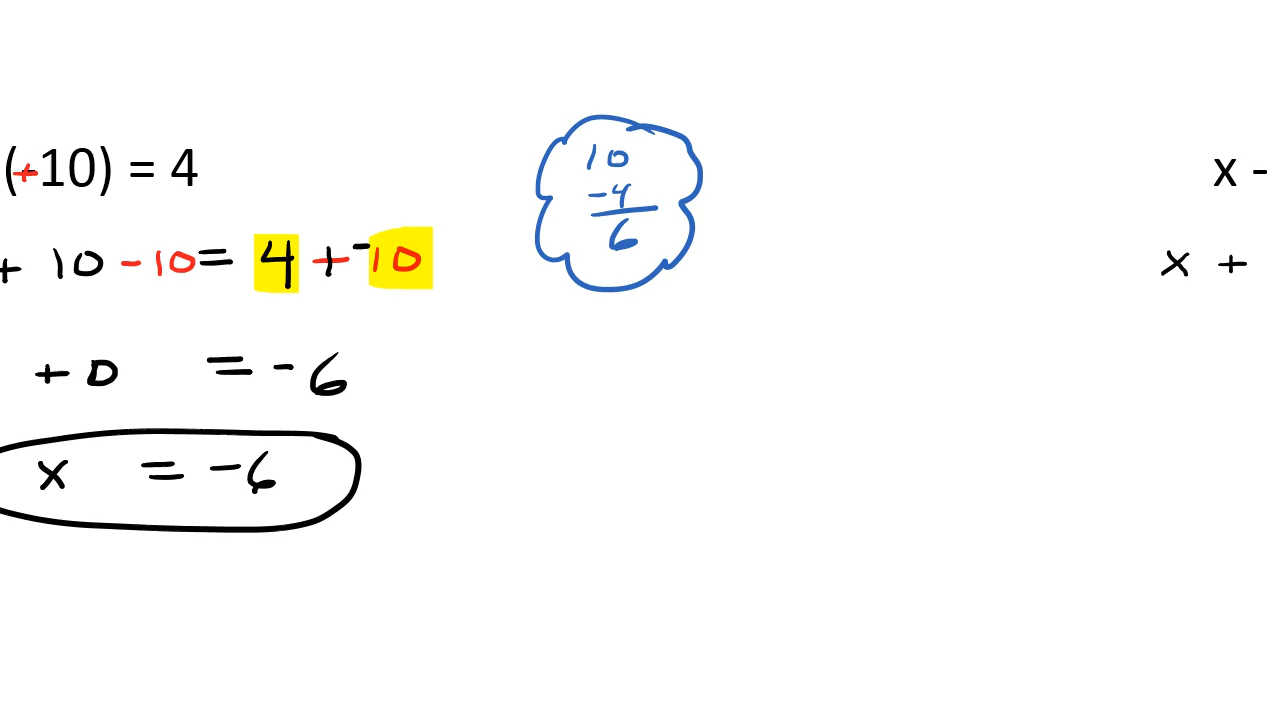 (+10) = 4
+ 10 - 10 = 4 + -10
+ 0 = -6
x = -6
10
-4
6
x -
x +